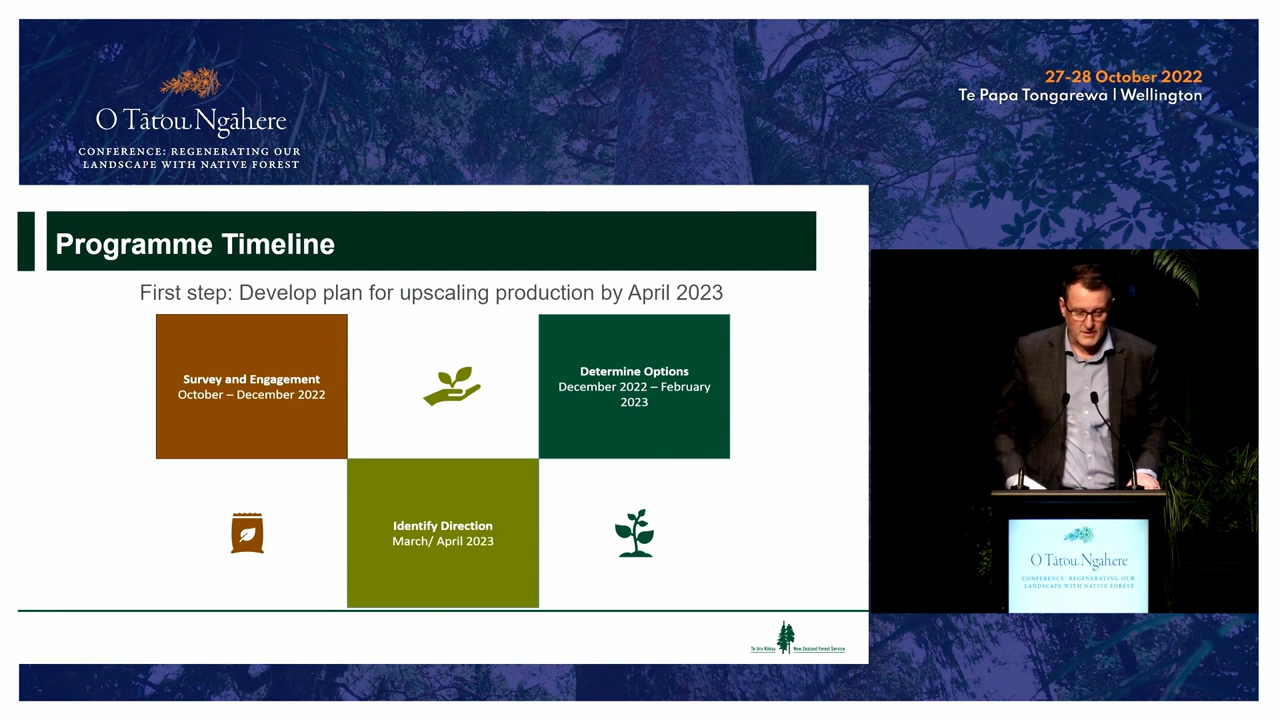 O Tātou Ngāhere
CONFERENCE: REGENERATING OUR
LANDSCAPE WITH NATIVE FOREST
27-28 October 2022
Te Papa Tongarewa | Wellington
Programme Timeline
First step: Develop plan for upscaling production by April 2023
Survey and Engagement
October – December 2022
Determine Options
December 2022 – February
2023
Identify Direction
March/ April 2023
Te Uru Rākau
New Zealand Forest Service
O Tātou Ngāhere
CONFERENCE: REGENERATING OUR
LANDSCAPE WITH NATIVE FOREST